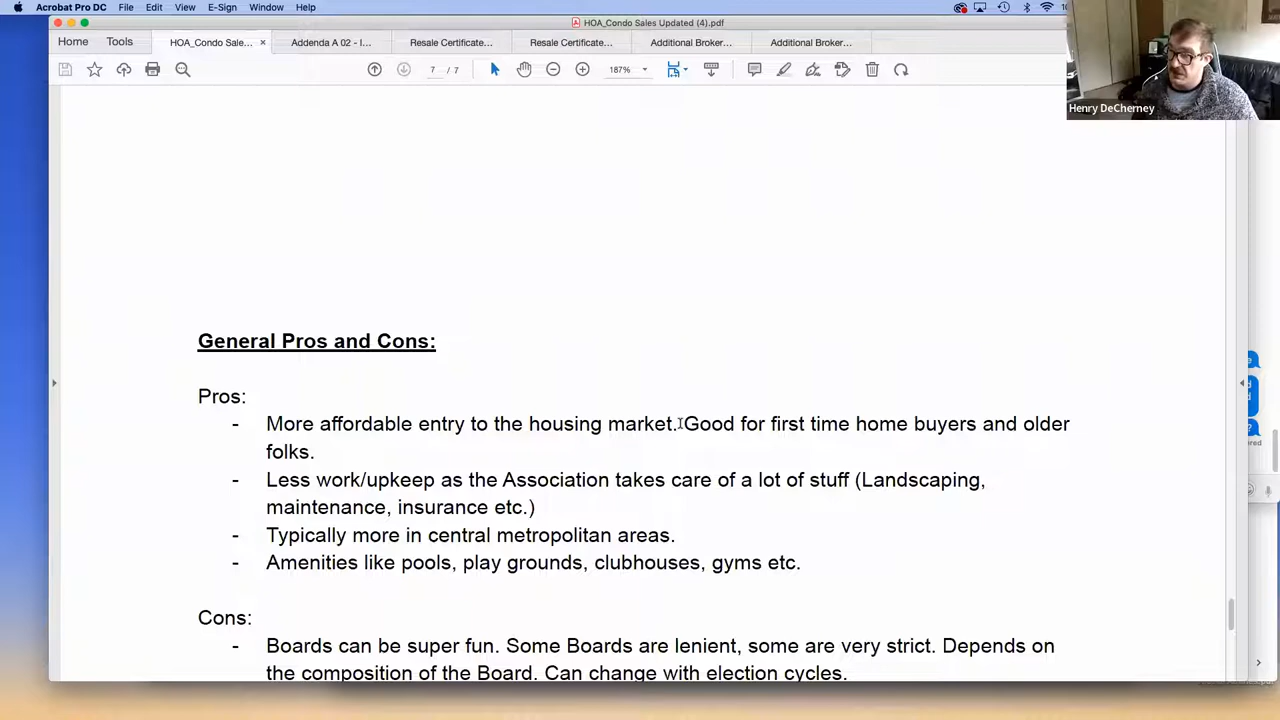 Acrobat Pro DC File Edit View E-Sign Window Help
HOA_Condo Sales Updated (4).pdf
Home Tools HOA_Condo Sale... × Addenda A 02 - I... Resale Certificate... Resale Certificate... Additional Broker... Additional Broker...
7 / 7 187%
Henry DeCherney
General Pros and Cons:
Pros:
- More affordable entry to the housing market. Good for first time home buyers and older
folks.
- Less work/upkeep as the Association takes care of a lot of stuff (Landscaping,
maintenance, insurance etc.)
- Typically more in central metropolitan areas.
- Amenities like pools, play grounds, clubhouses, gyms etc.
Cons:
- Boards can be super fun. Some Boards are lenient, some are very strict. Depends on
the composition of the Board. Can change with election cycles.